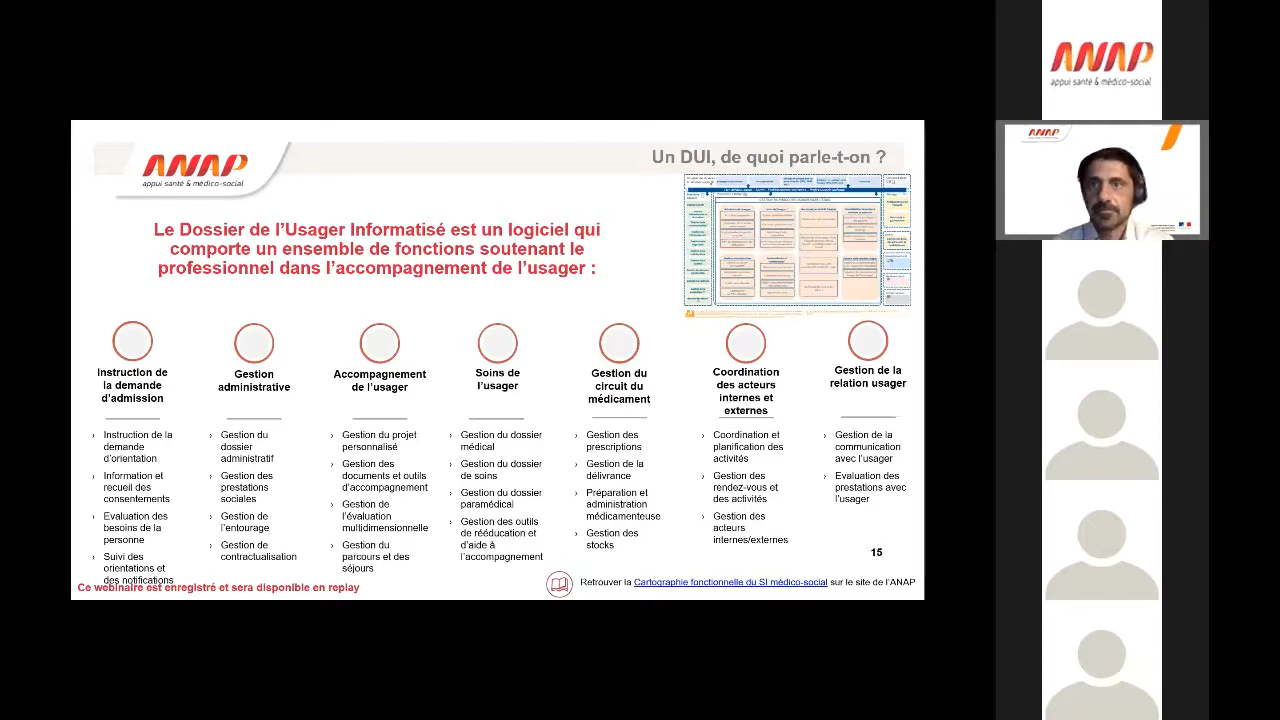 ANAP
appui santé & médico-social
Un DUI, de quoi parle-t-on ?
Le Dossier de l’Usager Informatisé est un logiciel qui
comporte un ensemble de fonctions soutenant le
professionnel dans l’accompagnement de l’usager :
Instruction de
la demande
d’admission
› Instruction de la
demande
d’orientation
› Information et
recueil des
consentements
› Evaluation des
besoins de la
personne
› Suivi des
orientations et
des notifications
Gestion
administrative
› Gestion du
dossier
administratif
› Gestion des
prestations
sociales
› Gestion de
l’entourage
› Gestion de
contractualisation
Accompagnement
de l’usager
› Gestion du projet
personnalisé
› Gestion des
documents et outils
d’accompagnement
› Gestion de
l’évaluation
multidimensionnelle
› Gestion du
parcours et des
séjours
Soins de
l’usager
› Gestion du dossier
médical
› Gestion du dossier
de soins
› Gestion du dossier
paramédical
› Gestion des outils
de rééducation et
d’aide à
l’accompagnement
Gestion du
circuit du
médicament
› Gestion des
prescriptions
› Gestion de la
délivrance
› Préparation et
administration
médicamenteuse
› Gestion des
stocks
Coordination
des acteurs
internes et
externes
› Coordination et
planification des
activités
› Gestion des
rendez-vous et
des activités
› Gestion des
acteurs
internes/externes
Gestion de la
relation usager
› Gestion de la
communication
avec l’usager
› Evaluation des
prestations avec
l’usager
15
Ce webinaire est enregistré et sera disponible en replay
Retrouver la Cartographie fonctionnelle du SI médico-social sur le site de l’ANAP
ANAP
appui santé & médico-social
ANAP